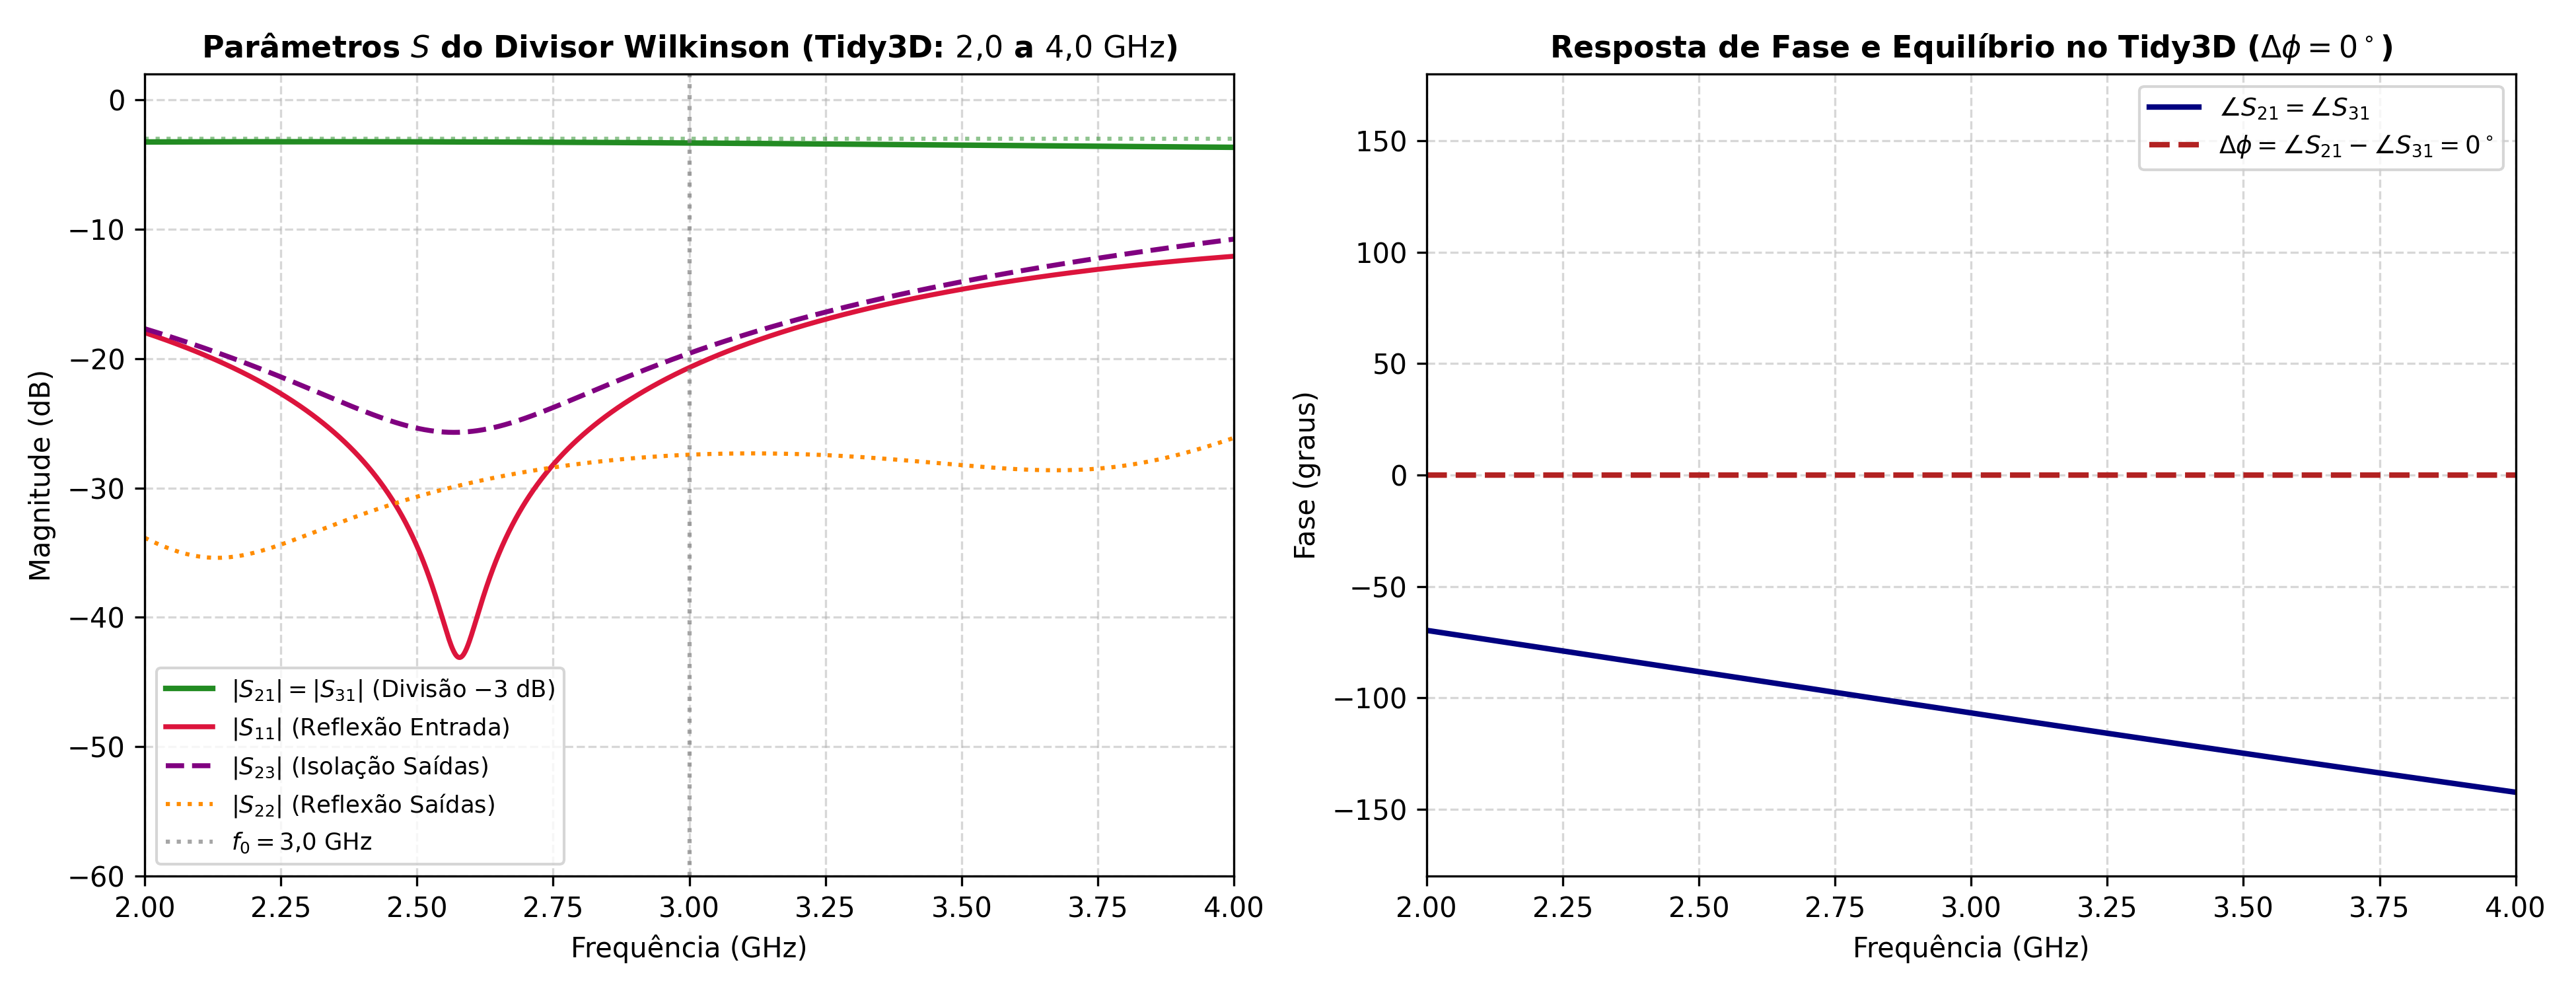 Parâmetros S do Divisor Wilkinson (Tidy3D: 2,0 a 4,0 GHz)
Magnitude (dB)
0
−10
−20
−30
−40
−50
−60
|S21| = |S31| (Divisão −3 dB)
|S11| (Reflexão Entrada)
|S23| (Isolação Saídas)
|S22| (Reflexão Saídas)
f0 = 3,0 GHz
2.00 2.25 2.50 2.75 3.00 3.25 3.50 3.75 4.00
Frequência (GHz)
Resposta de Fase e Equilíbrio no Tidy3D (Δϕ = 0°)
Fase (graus)
150
100
50
0
−50
−100
−150
∠S21 = ∠S31
Δϕ = ∠S21 − ∠S31 = 0°
2.00 2.25 2.50 2.75 3.00 3.25 3.50 3.75 4.00
Frequência (GHz)